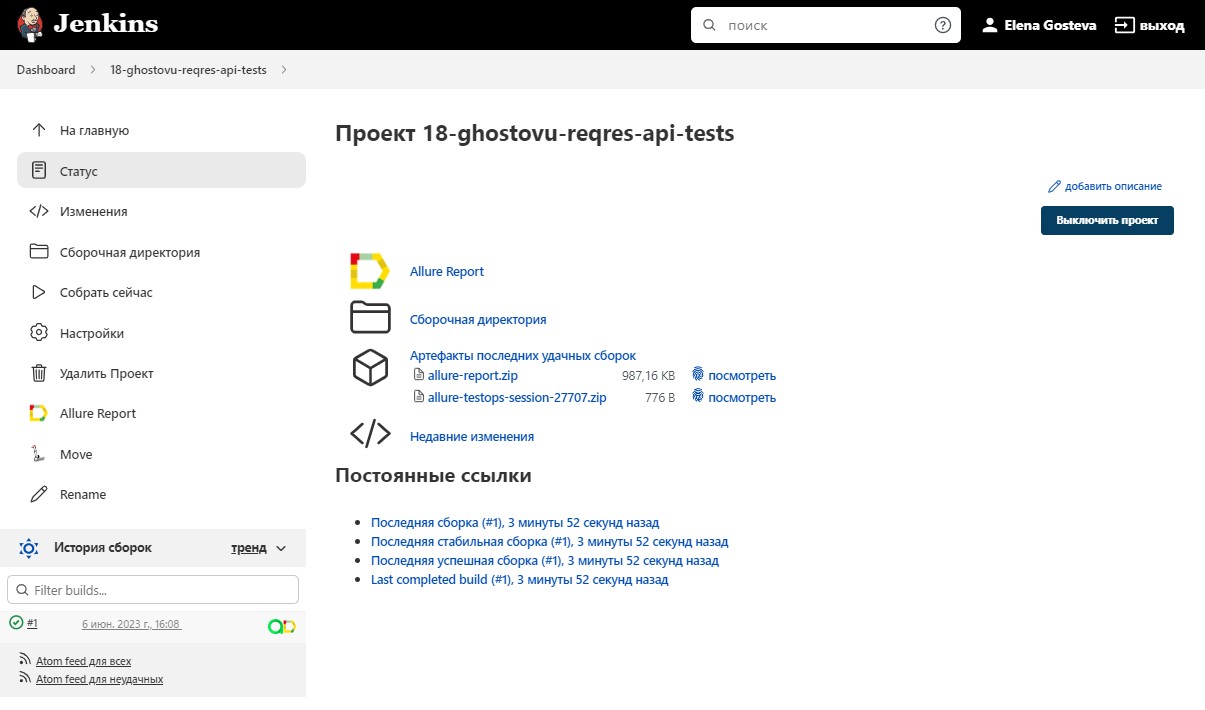 Jenkins
поиск
Elena Gosteva
выход
Dashboard
18-ghostovu-reqres-api-tests
На главную
Статус
Изменения
Сборочная директория
Собрать сейчас
Настройки
Удалить Проект
Allure Report
Move
Rename
История сборок
тренд
Filter builds...
#1
6 июн. 2023 г., 16:08
Atom feed для всех
Atom feed для неудачных
Проект 18-ghostovu-reqres-api-tests
добавить описание
Выключить проект
Allure Report
Сборочная директория
Артефакты последних удачных сборок
allure-report.zip 987,16 KB посмотреть
allure-testops-session-27707.zip 776 B посмотреть
Недавние изменения
Постоянные ссылки
Последняя сборка (#1), 3 минуты 52 секунд назад
Последняя стабильная сборка (#1), 3 минуты 52 секунд назад
Последняя успешная сборка (#1), 3 минуты 52 секунд назад
Last completed build (#1), 3 минуты 52 секунд назад